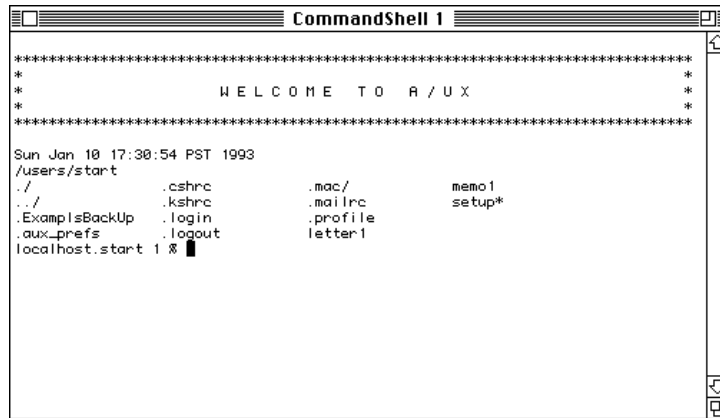 CommandShell 1
******************************************************************************
* *
* W E L C O M E T O A / U X *
* *
******************************************************************************
Sun Jan 10 17:30:54 PST 1993
/users/start
./ .cshrc .mac/ memo1
../ .kshrc .mailrc setup*
.ExamplsBackUp .login .profile
.aux_prefs .logout letter1
localhost.start 1 %